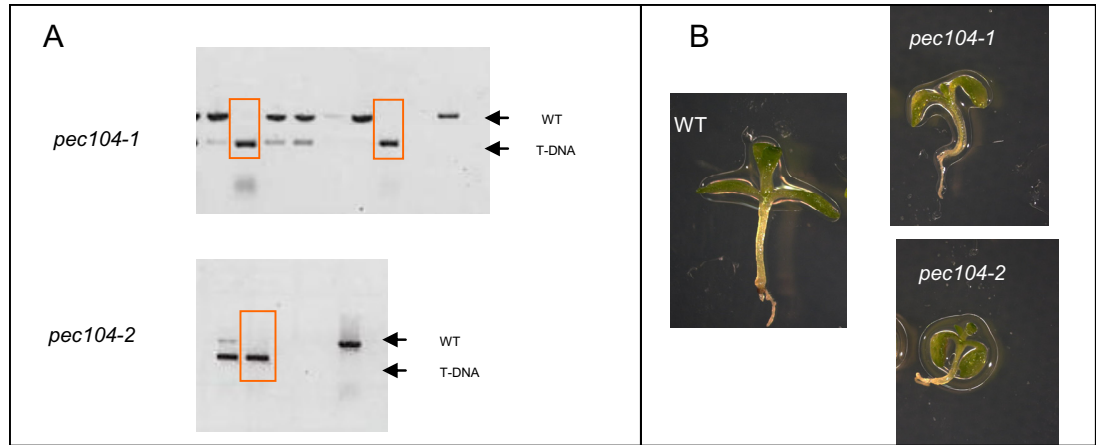 A
pec104-1
WT
T-DNA
pec104-2
WT
T-DNA
B
WT
pec104-1
pec104-2